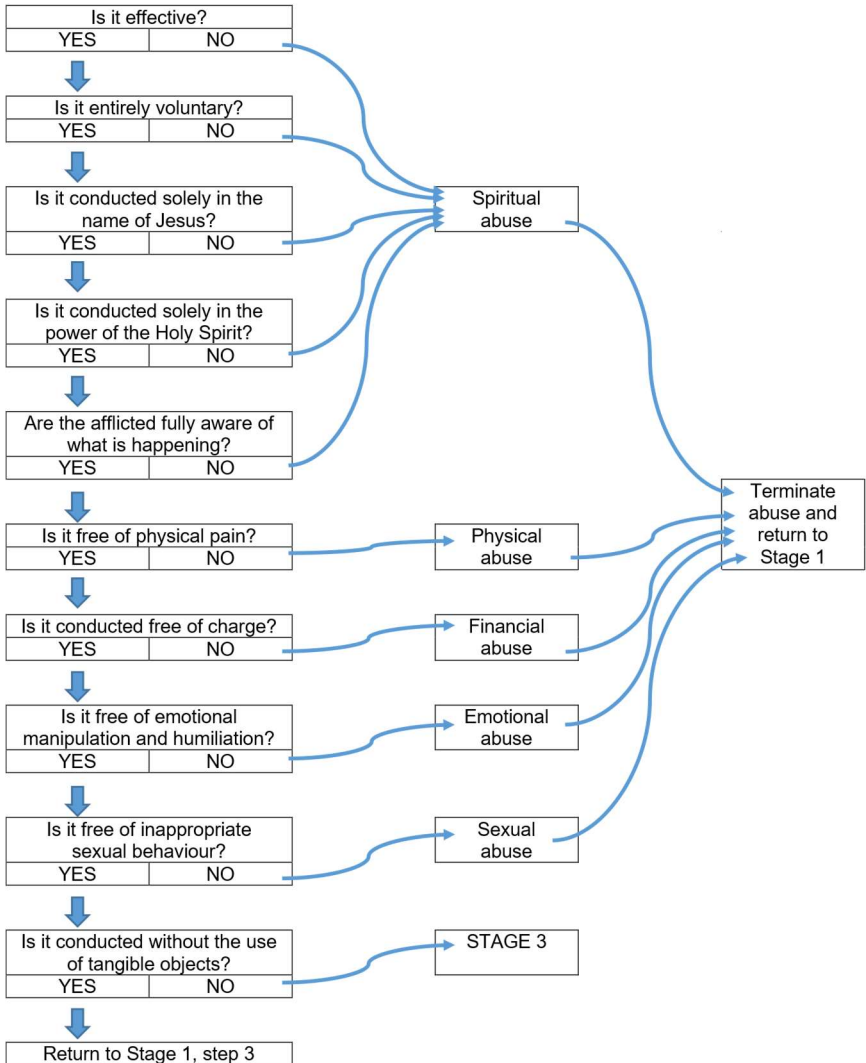 Is it effective?
YES NO
Is it entirely voluntary?
YES NO
Is it conducted solely in the
name of Jesus?
YES NO
Spiritual
abuse
Is it conducted solely in the
power of the Holy Spirit?
YES NO
Are the afflicted fully aware of
what is happening?
YES NO
Terminate
abuse and
return to
Stage 1
Is it free of physical pain?
YES NO
Physical
abuse
Is it conducted free of charge?
YES NO
Financial
abuse
Is it free of emotional
manipulation and humiliation?
YES NO
Emotional
abuse
Is it free of inappropriate
sexual behaviour?
YES NO
Sexual
abuse
Is it conducted without the use
of tangible objects?
YES NO
STAGE 3
Return to Stage 1, step 3